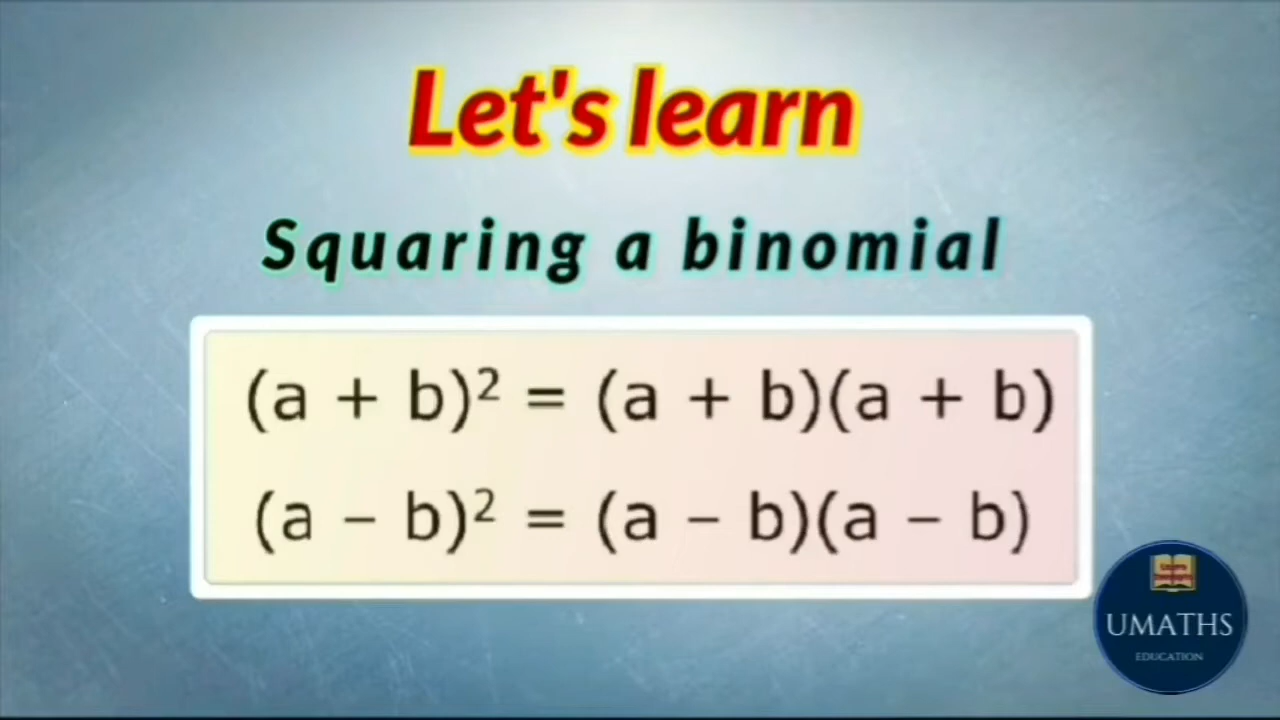 Let's learn
Squaring a binomial
(a + b)² = (a + b)(a + b)
(a − b)² = (a − b)(a − b)
UMATHS
EDUCATION